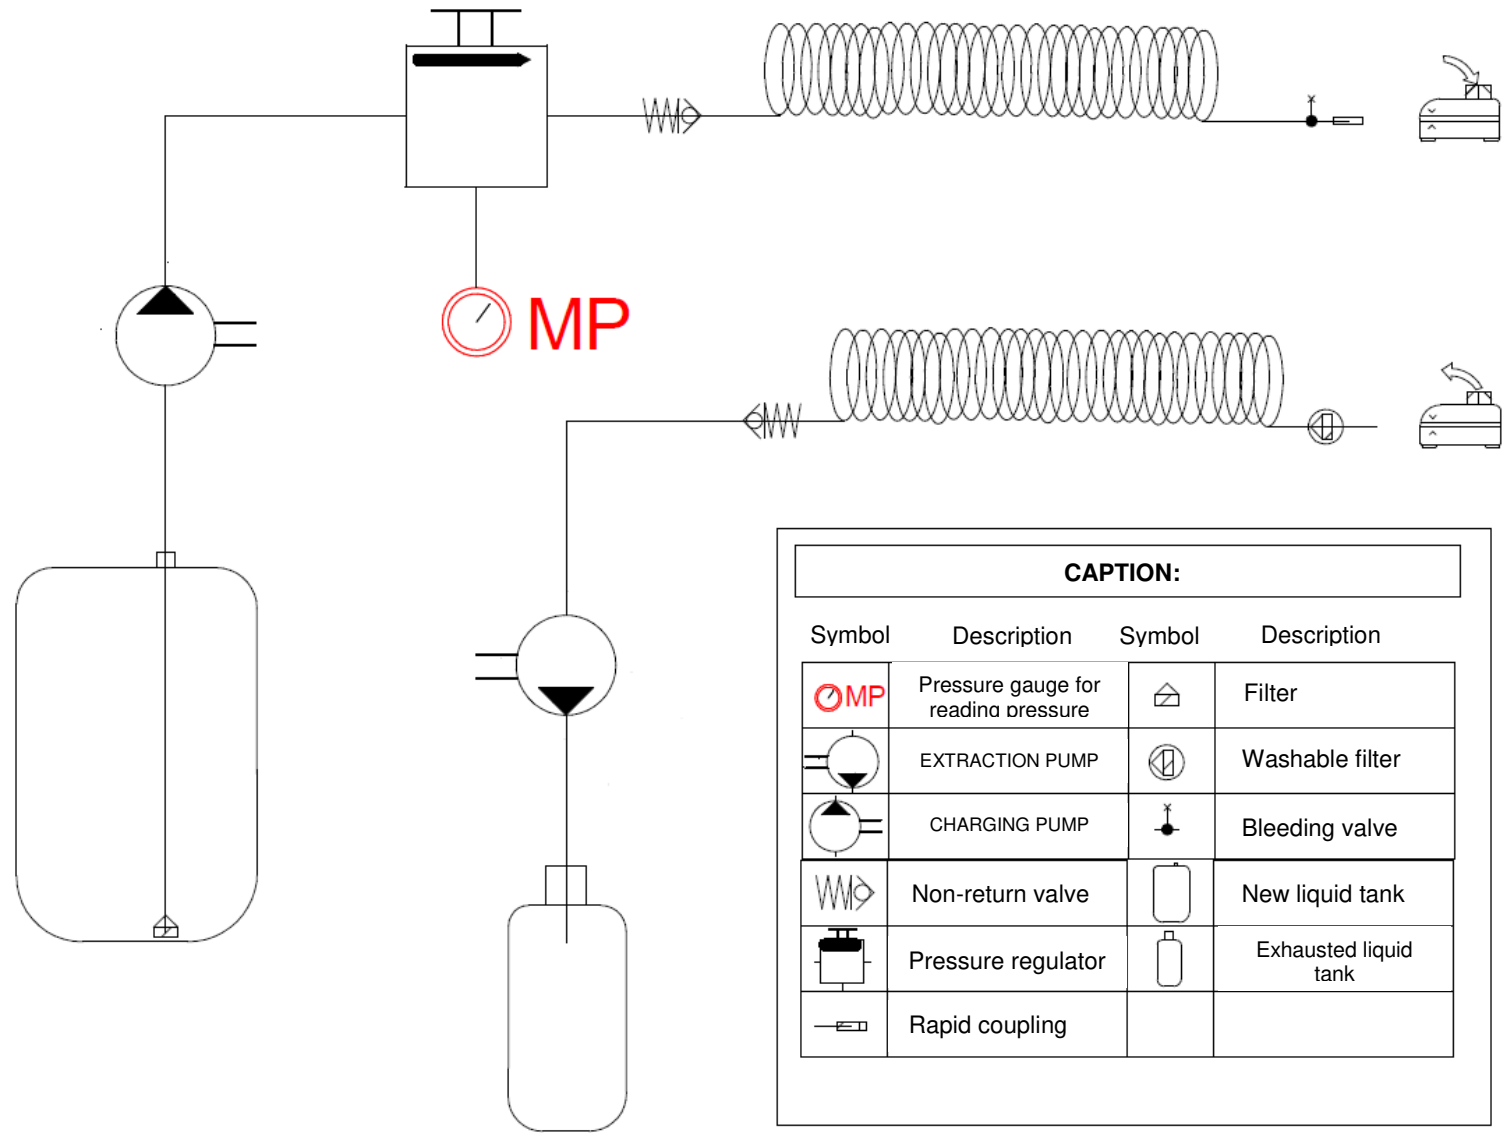 MP
CAPTION:
Symbol Description Symbol Description
MP Pressure gauge for
reading pressure
Filter
EXTRACTION PUMP Washable filter
CHARGING PUMP Bleeding valve
Non-return valve New liquid tank
Pressure regulator Exhausted liquid
tank
Rapid coupling